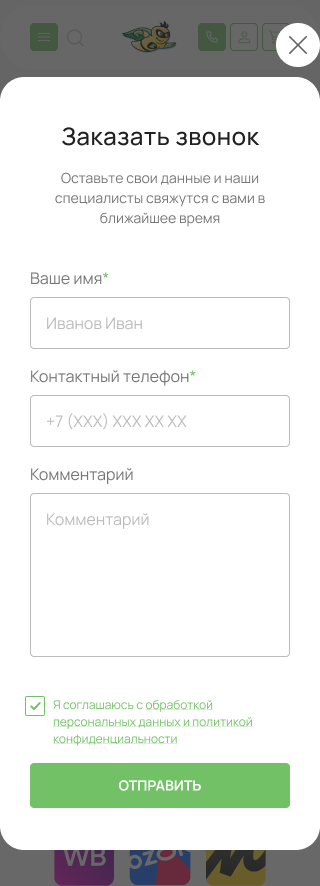 Заказать звонок
Оставьте свои данные и наши
специалисты свяжутся с вами в
ближайшее время
Ваше имя*
Иванов Иван
Контактный телефон*
+7 (XXX) XXX XX XX
Комментарий
Комментарий
Я соглашаюсь с обработкой
персональных данных и политикой
конфиденциальности
ОТПРАВИТЬ
WB